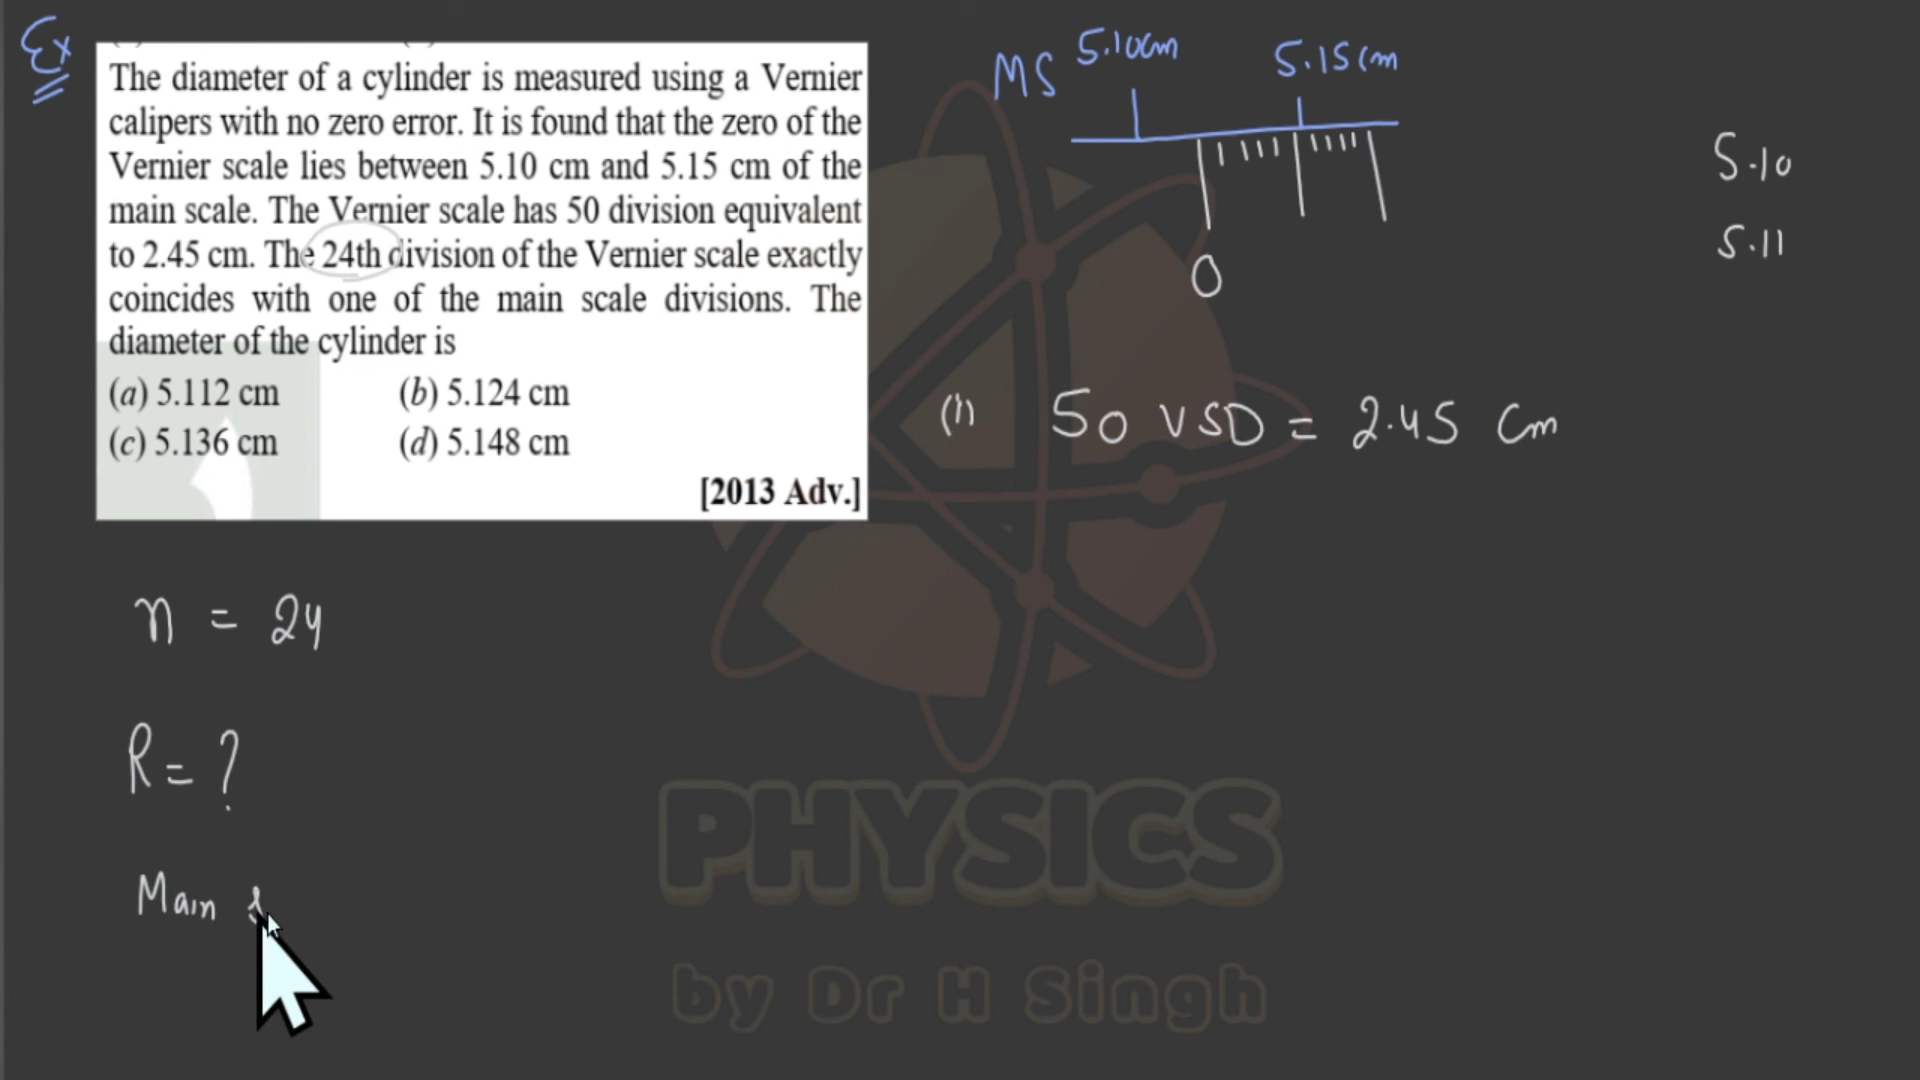 Ex
The diameter of a cylinder is measured using a Vernier
calipers with no zero error. It is found that the zero of the
Vernier scale lies between 5.10 cm and 5.15 cm of the
main scale. The Vernier scale has 50 division equivalent
to 2.45 cm. The 24th division of the Vernier scale exactly
coincides with one of the main scale divisions. The
diameter of the cylinder is
(a) 5.112 cm (b) 5.124 cm
(c) 5.136 cm (d) 5.148 cm
[2013 Adv.]
MS 5.10cm 5.15cm
0
5.10
5.11
(i) 50 VSD = 2.45 cm
n = 24
R = ?
Main
PHYSICS
by Dr H Singh